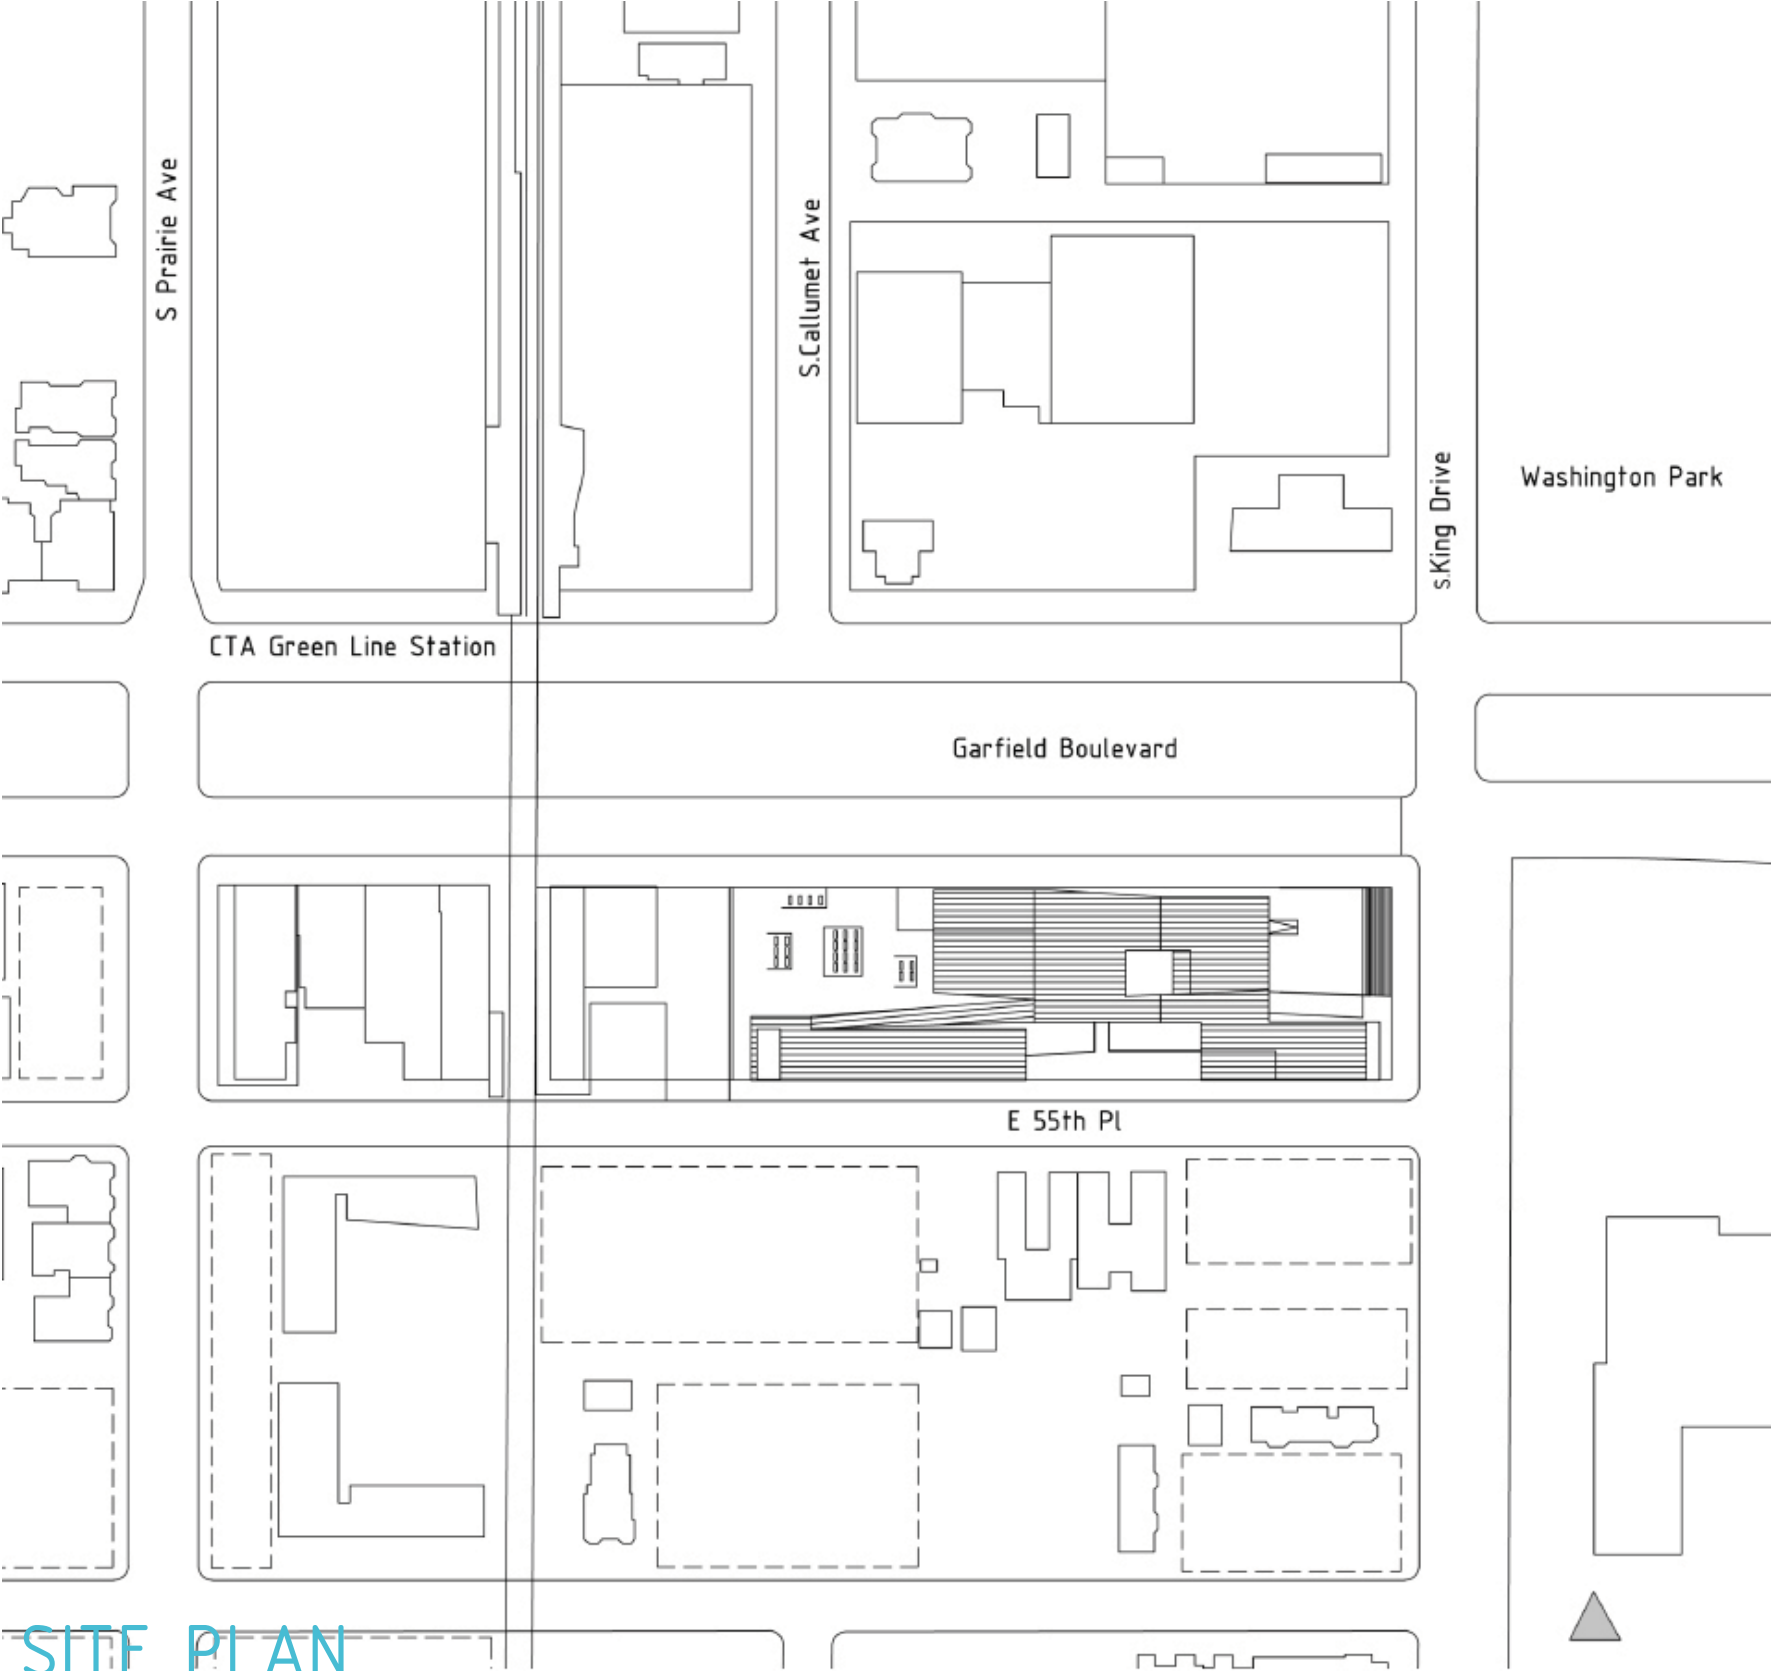 S Prairie Ave
S.Callumet Ave
s.King Drive
Washington Park
CTA Green Line Station
Garfield Boulevard
E 55th Pl
SITE PLAN